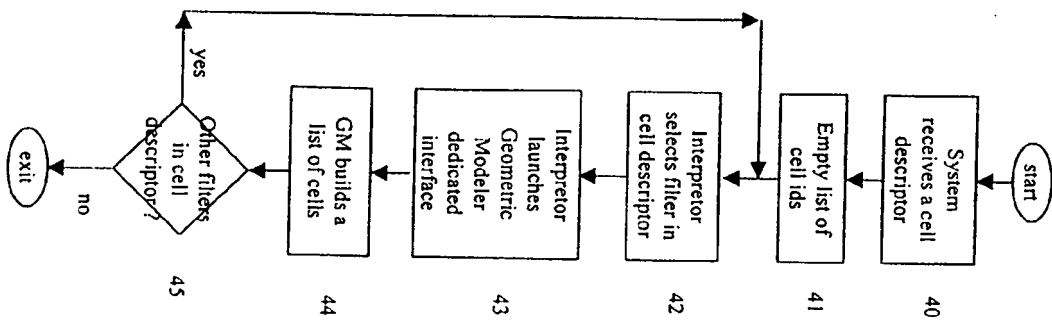 start
System
receives a cell
descriptor
40
Empty list of
cell ids
41
Interpretor
selects filter in
cell descriptor
42
Interpretor
launches
Geometric
Modeler
dedicated
interface
43
GM builds a
list of cells
44
Other filters
in cell
descriptor ?
45
yes
no
exit